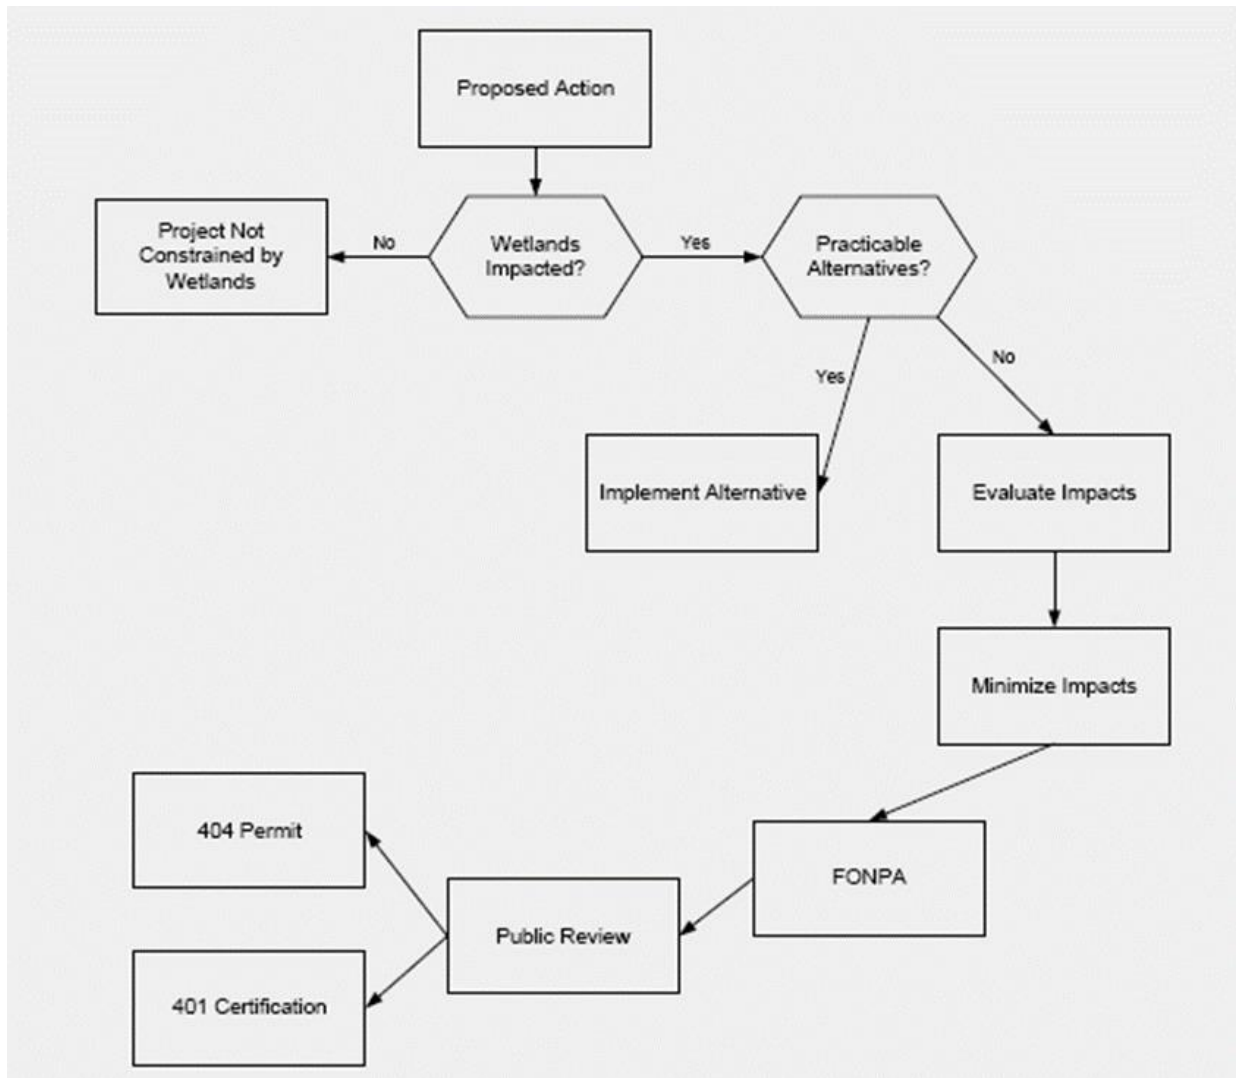 Proposed Action
Project Not
Constrained by
Wetlands
No
Wetlands
Impacted?
Yes
Practicable
Alternatives?
Yes
No
Implement Alternative
Evaluate Impacts
Minimize Impacts
404 Permit
FONPA
Public Review
401 Certification